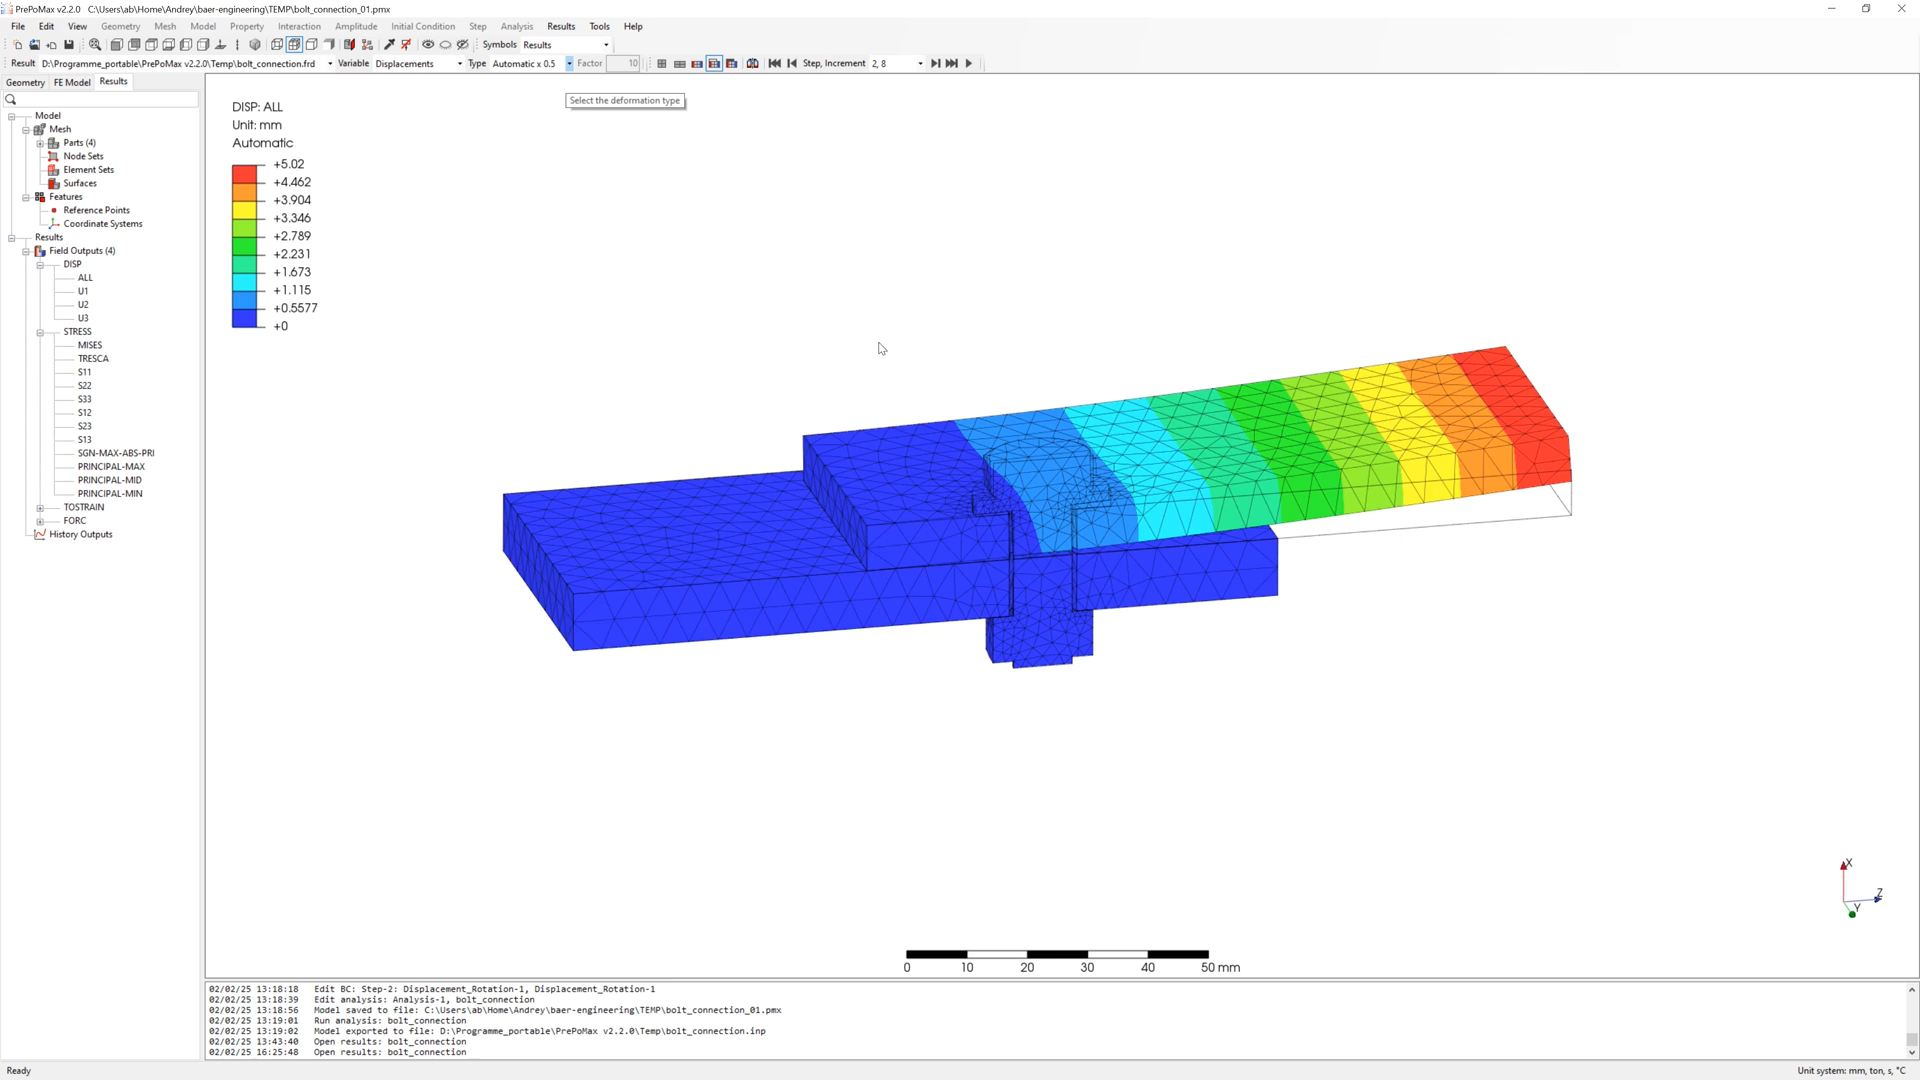 PrePoMax v2.2.0   C:\Users\ab\Home\Andrey\baer-engineering\TEMP\bolt_connection_01.pmx
File Edit View Geometry Mesh Model Property Interaction Amplitude Initial Condition Step Analysis Results Tools Help
Symbols Results
Result D:\Programme_portable\PrePoMax v2.2.0\Temp\bolt_connection.frd Variable Displacements Type Automatic x 0.5 Factor 10 Step, Increment 2, 8
Geometry FE Model Results
Select the deformation type
Model
Mesh
Parts (4)
Node Sets
Element Sets
Surfaces
Features
Reference Points
Coordinate Systems
Results
Field Outputs (4)
DISP
ALL
U1
U2
U3
STRESS
MISES
TRESCA
S11
S22
S33
S12
S23
S13
SGN-MAX-ABS-PRI
PRINCIPAL-MAX
PRINCIPAL-MID
PRINCIPAL-MIN
TOSTRAIN
FORC
History Outputs
DISP: ALL
Unit: mm
Automatic
+5.02
+4.462
+3.904
+3.346
+2.789
+2.231
+1.673
+1.115
+0.5577
+0
X
Z
Y
0 10 20 30 40 50 mm
02/02/25 13:18:18 Edit BC: Step-2: Displacement_Rotation-1, Displacement_Rotation-1
02/02/25 13:18:39 Edit analysis: Analysis-1, bolt_connection
02/02/25 13:18:56 Model saved to file: C:\Users\ab\Home\Andrey\baer-engineering\TEMP\bolt_connection_01.pmx
02/02/25 13:19:01 Run analysis: bolt_connection
02/02/25 13:19:02 Model exported to file: D:\Programme_portable\PrePoMax v2.2.0\Temp\bolt_connection.inp
02/02/25 13:43:40 Open results: bolt_connection
02/02/25 16:25:48 Open results: bolt_connection
Ready
Unit system: mm, ton, s, °C